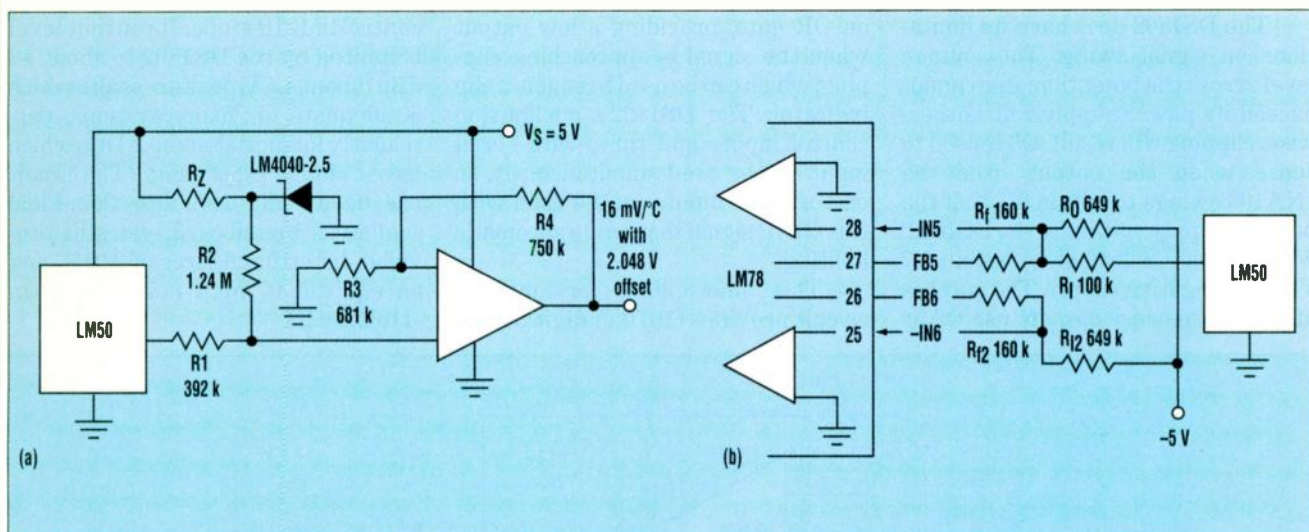 V_S = 5 V
LM4040-2.5
R_Z
R4
750 k
16 mV/°C
with
2.048 V
offset
R2
1.24 M
R3
681 k
LM50
R1
392 k
(a)
28
–IN5
R_f 160 k
R_O 649 k
LM78
27
FB5
R_I 100 k
LM50
26
FB6
25
–IN6
R_f2 160 k
R_I2 649 k
–5 V
(b)